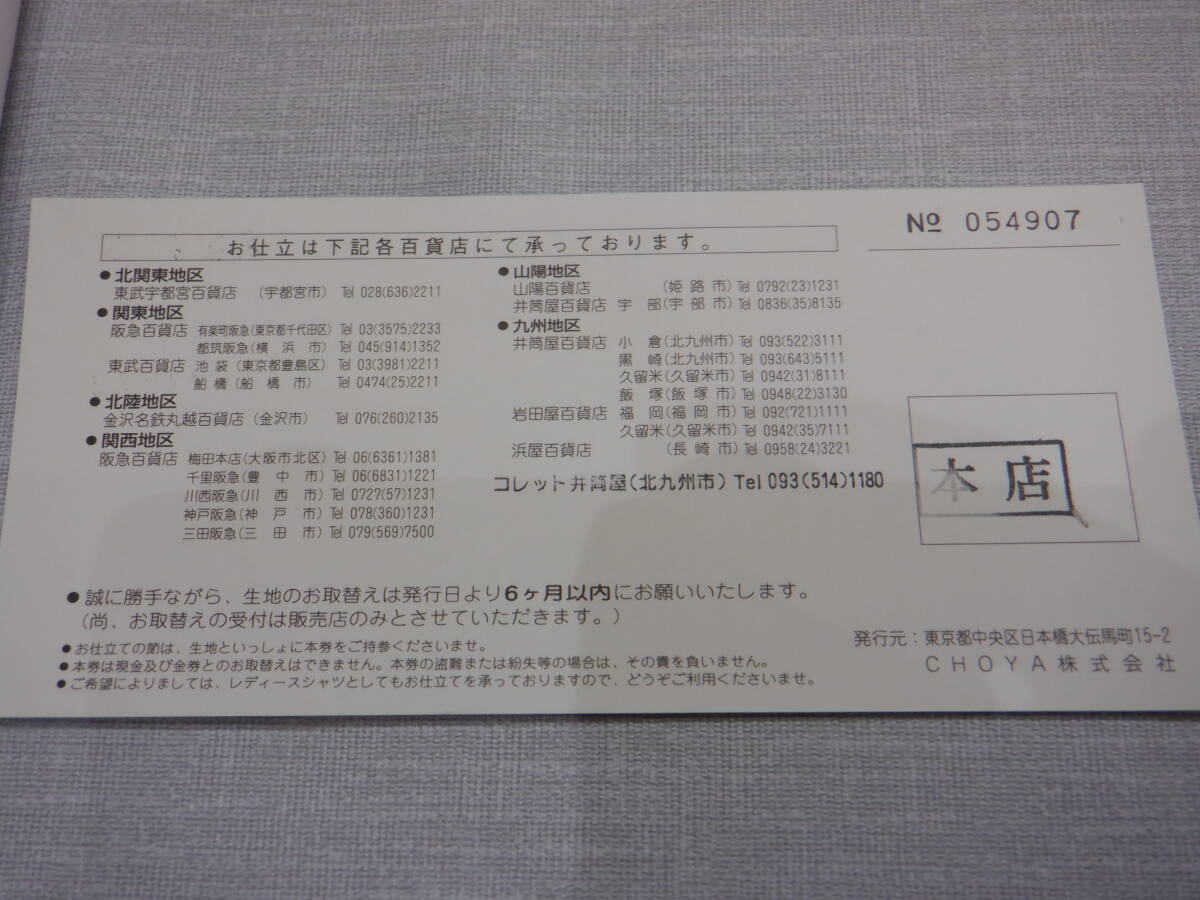 № 054907
お仕立は下記各百貨店にて承っております。
●北関東地区
東武宇都宮百貨店 (宇都宮市) Tel 028(636)2211
●関東地区
阪急百貨店 有楽町阪急(東京都千代田区) Tel 03(3575)2233
都筑阪急(横浜市) Tel 045(914)1352
東武百貨店 池袋(東京都豊島区) Tel 03(3981)2211
船橋(船橋市) Tel 0474(25)2211
●北陸地区
金沢名鉄丸越百貨店(金沢市) Tel 076(260)2135
●関西地区
阪急百貨店 梅田本店(大阪市北区) Tel 06(6361)1381
千里阪急(豊中市) Tel 06(6831)1221
川西阪急(川西市) Tel 0727(57)1231
神戸阪急(神戸市) Tel 078(360)1231
三田阪急(三田市) Tel 079(569)7500
●山陽地区
山陽百貨店 (姫路市) Tel 0792(23)1231
井筒屋百貨店 宇部(宇部市) Tel 0836(35)8135
●九州地区
井筒屋百貨店 小倉(北九州市) Tel 093(522)3111
黒崎(北九州市) Tel 093(643)5111
久留米(久留米市) Tel 0942(31)8111
飯塚(飯塚市) Tel 0948(22)3130
岩田屋百貨店 福岡(福岡市) Tel 092(721)1111
久留米(久留米市) Tel 0942(35)7111
浜屋百貨店 (長崎市) Tel 0958(24)3221
コレット井筒屋(北九州市) Tel 093(514)1180
本店
●誠に勝手ながら、生地のお取替えは発行日より6ヶ月以内にお願いいたします。
(尚、お取替えの受付は販売店のみとさせていただきます。)
●お仕立ての節は、生地といっしょに本券をご持参くださいませ。
●本券は現金及び金券とのお取替えはできません。本券の盗難または紛失等の場合は、その責を負いません。
●ご希望によりましては、レディースシャツとしてもお仕立てを承っておりますので、どうぞご利用くださいませ。
発行元：東京都中央区日本橋大伝馬町15-2
CHOYA株式会社